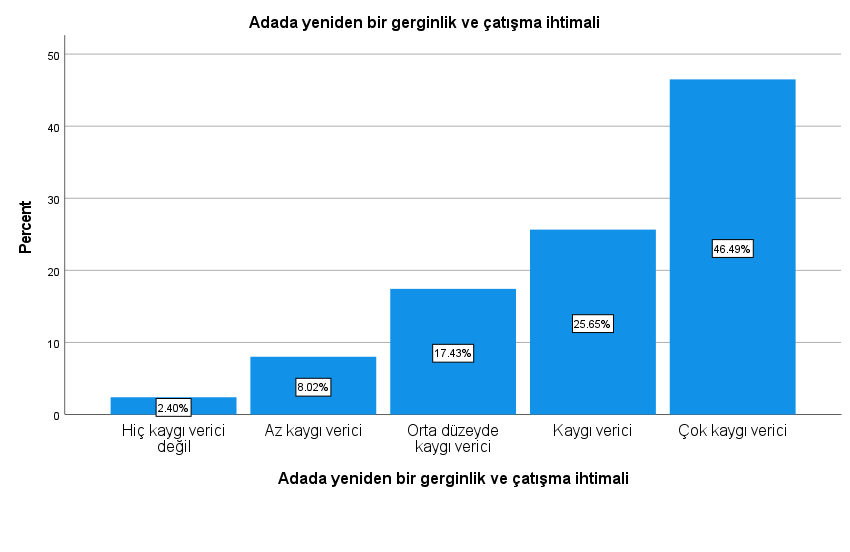 Adada yeniden bir gerginlik ve çatışma ihtimali
50
40
30
20
10
0
Percent
2.40%
8.02%
17.43%
25.65%
46.49%
Hiç kaygı verici
değil
Az kaygı verici
Orta düzeyde
kaygı verici
Kaygı verici
Çok kaygı verici
Adada yeniden bir gerginlik ve çatışma ihtimali